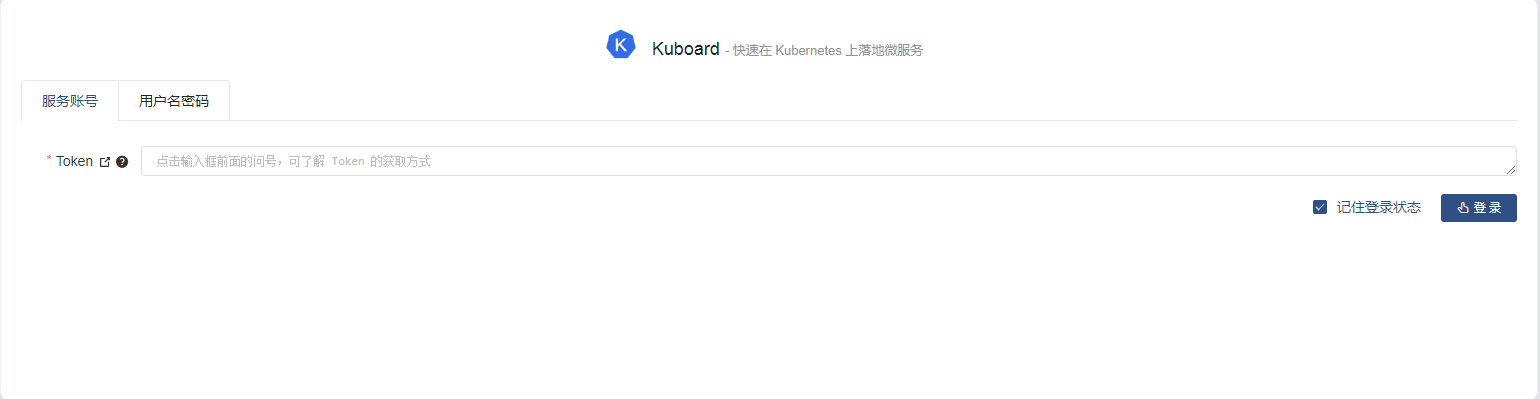 K Kuboard - 快速在 Kubernetes 上落地微服务
服务账号 用户名密码
* Token ? 点击输入框前面的问号，可了解 Token 的获取方式
记住登录状态 登录